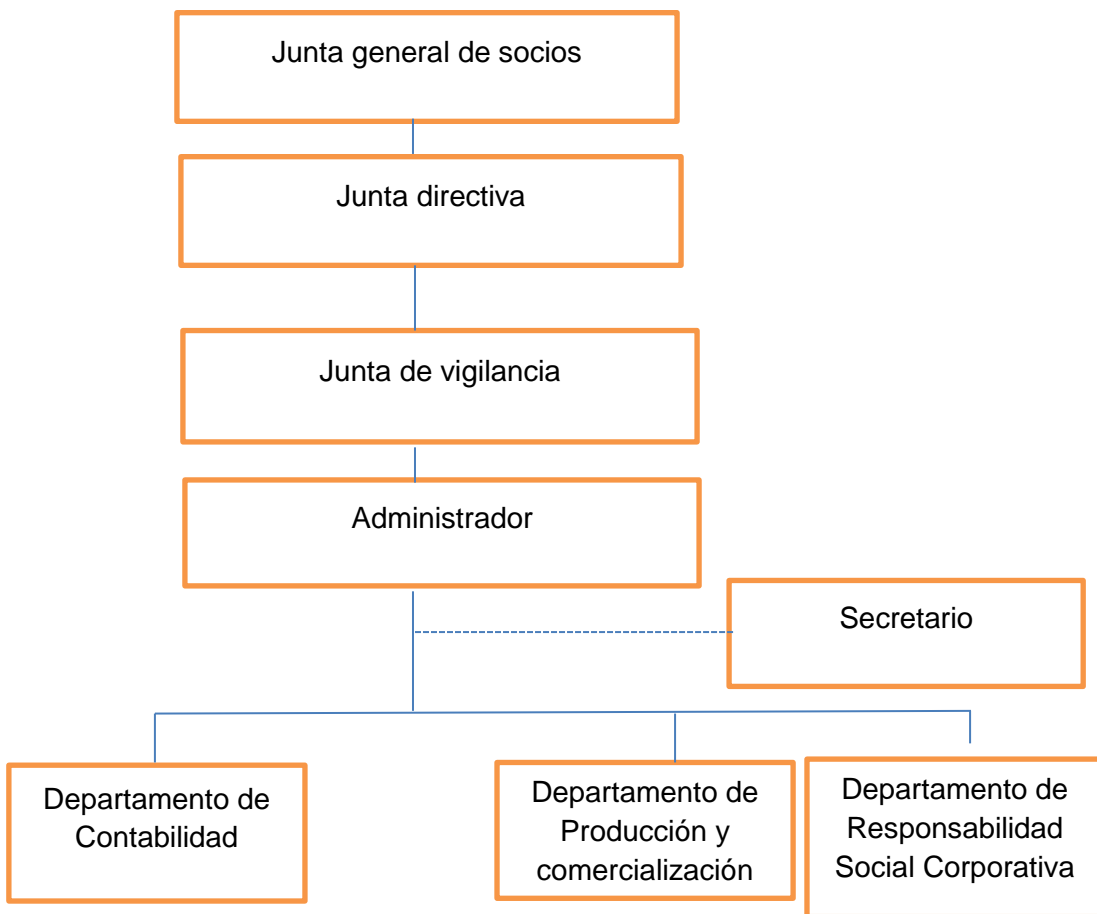 Junta general de socios
Junta directiva
Junta de vigilancia
Administrador
Secretario
Departamento de
Contabilidad
Departamento de
Producción y
comercialización
Departamento de
Responsabilidad
Social Corporativa